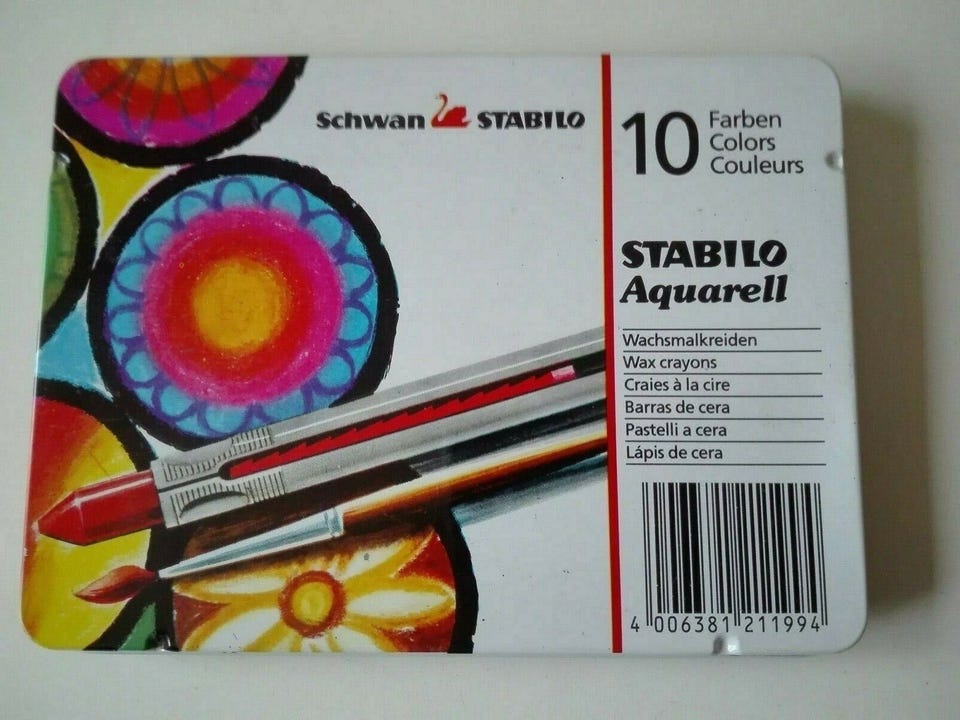 Schwan STABILO
10 Farben
Colors
Couleurs
STABILO
Aquarell
Wachsmalkreiden
Wax crayons
Craies à la cire
Barras de cera
Pastelli a cera
Lápis de cera
4 006381 211994